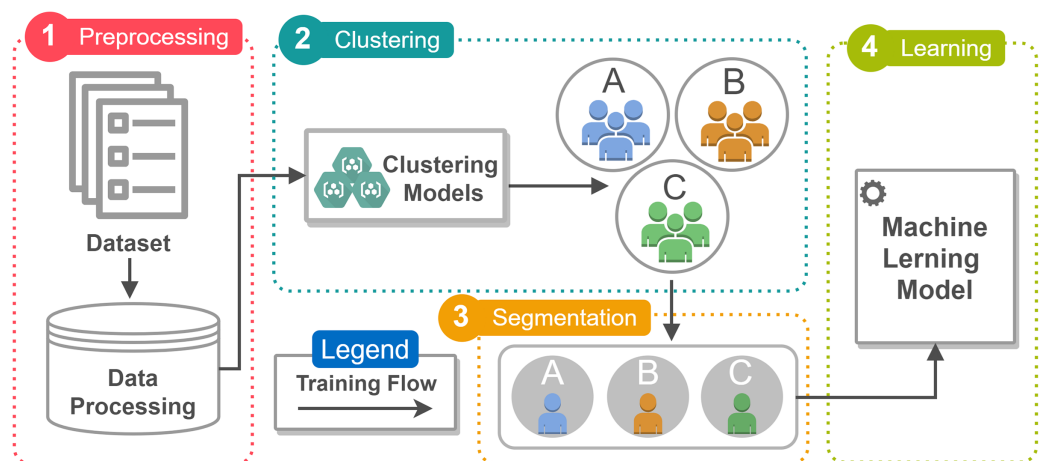 1 Preprocessing
Dataset
Data
Processing
2 Clustering
Clustering
Models
A
B
C
3 Segmentation
A B C
Legend
Training Flow
4 Learning
Machine
Lerning
Model